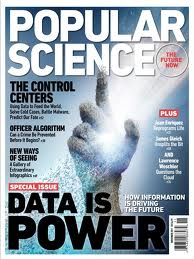 POPULAR
SCIENCE
THE
FUTURE
NOW
THE CONTROL
CENTERS
Using Data to Feed the World,
Solve Cold Cases, Battle Malware,
Predict Our Fate
OFFICER ALGORITHM
Can a Crime Be Prevented
Before It Begins?
NEW WAYS
OF SEEING
A Gallery of
Extraordinary
Infographics
PLUS
Juan Enriquez
Reprograms Life
James Gleick
the Bit
AND
Lawrence
Weschler
Questions the
Cloud
SPECIAL ISSUE
DATA IS
POWER
HOW INFORMATION
IS DRIVING
THE FUTURE